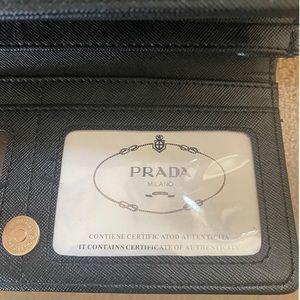 PRADA
MILANO
CONTIENE CERTIFICATOD AUTENTICITA
IT CONTAINS CERTIFICATE OF AUTHENTICITY